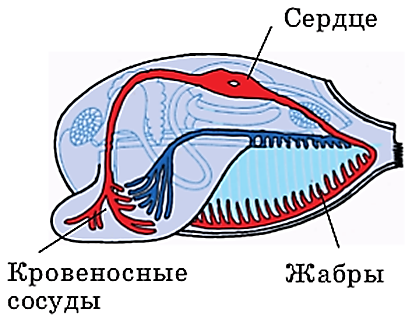 Сердце
Кровеносные
сосуды
Жабры